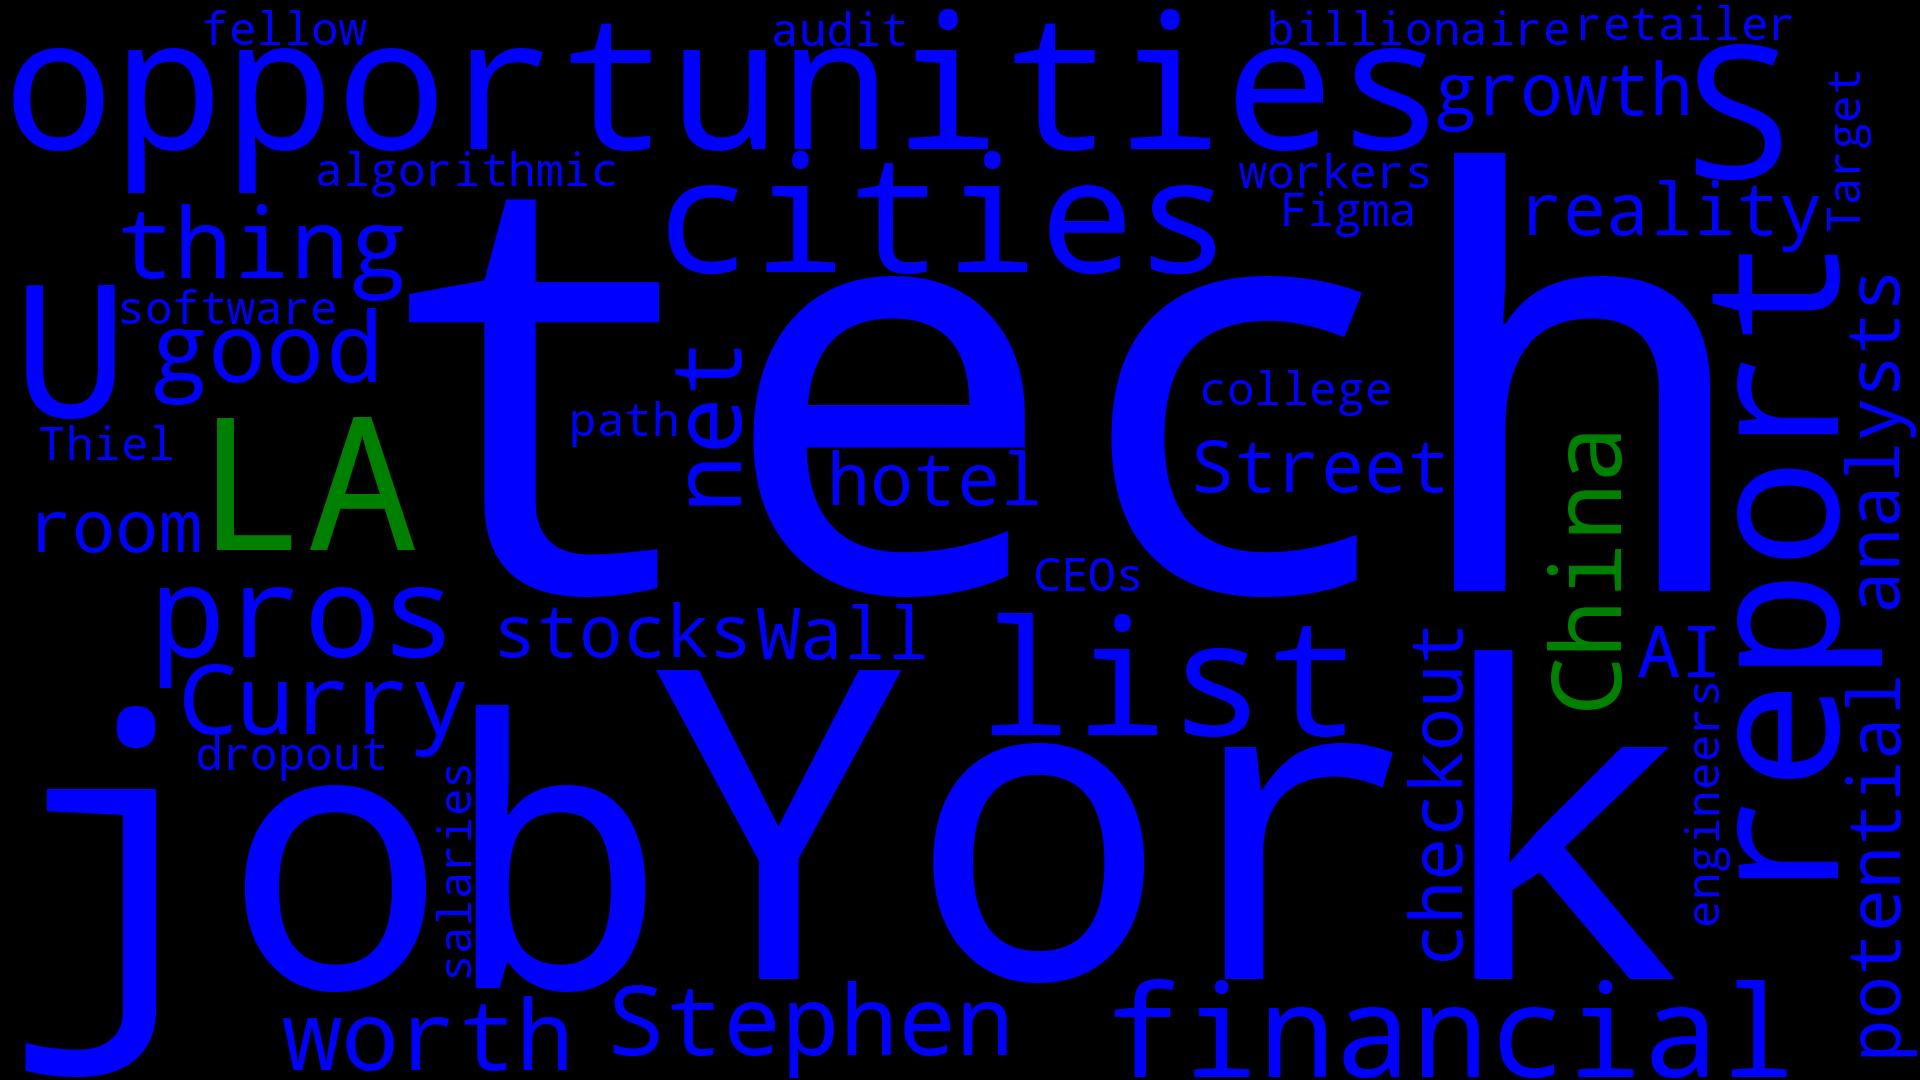 fellow
audit
billionaire
retailer
opportunities
growth
S
Target
algorithmic
cities
workers
Figma
reality
thing
tech
U
software
good
net
college
report
analysts
path
Thiel
LA
hotel
Street
China
room
CEOs
pros
stocks
Wall
list
AI
Curry
checkout
engineers
potential
dropout
job
salaries
York
worth
Stephen
financial